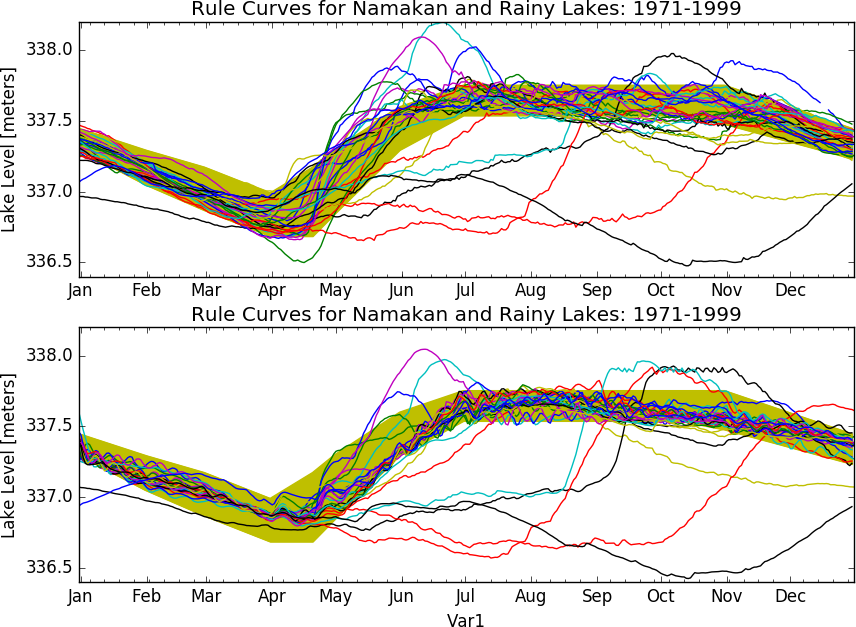 Rule Curves for Namakan and Rainy Lakes: 1971-1999
Lake Level [meters]
338.0
337.5
337.0
336.5
Jan Feb Mar Apr May Jun Jul Aug Sep Oct Nov Dec
Rule Curves for Namakan and Rainy Lakes: 1971-1999
Lake Level [meters]
338.0
337.5
337.0
336.5
Jan Feb Mar Apr May Jun Jul Aug Sep Oct Nov Dec
Var1